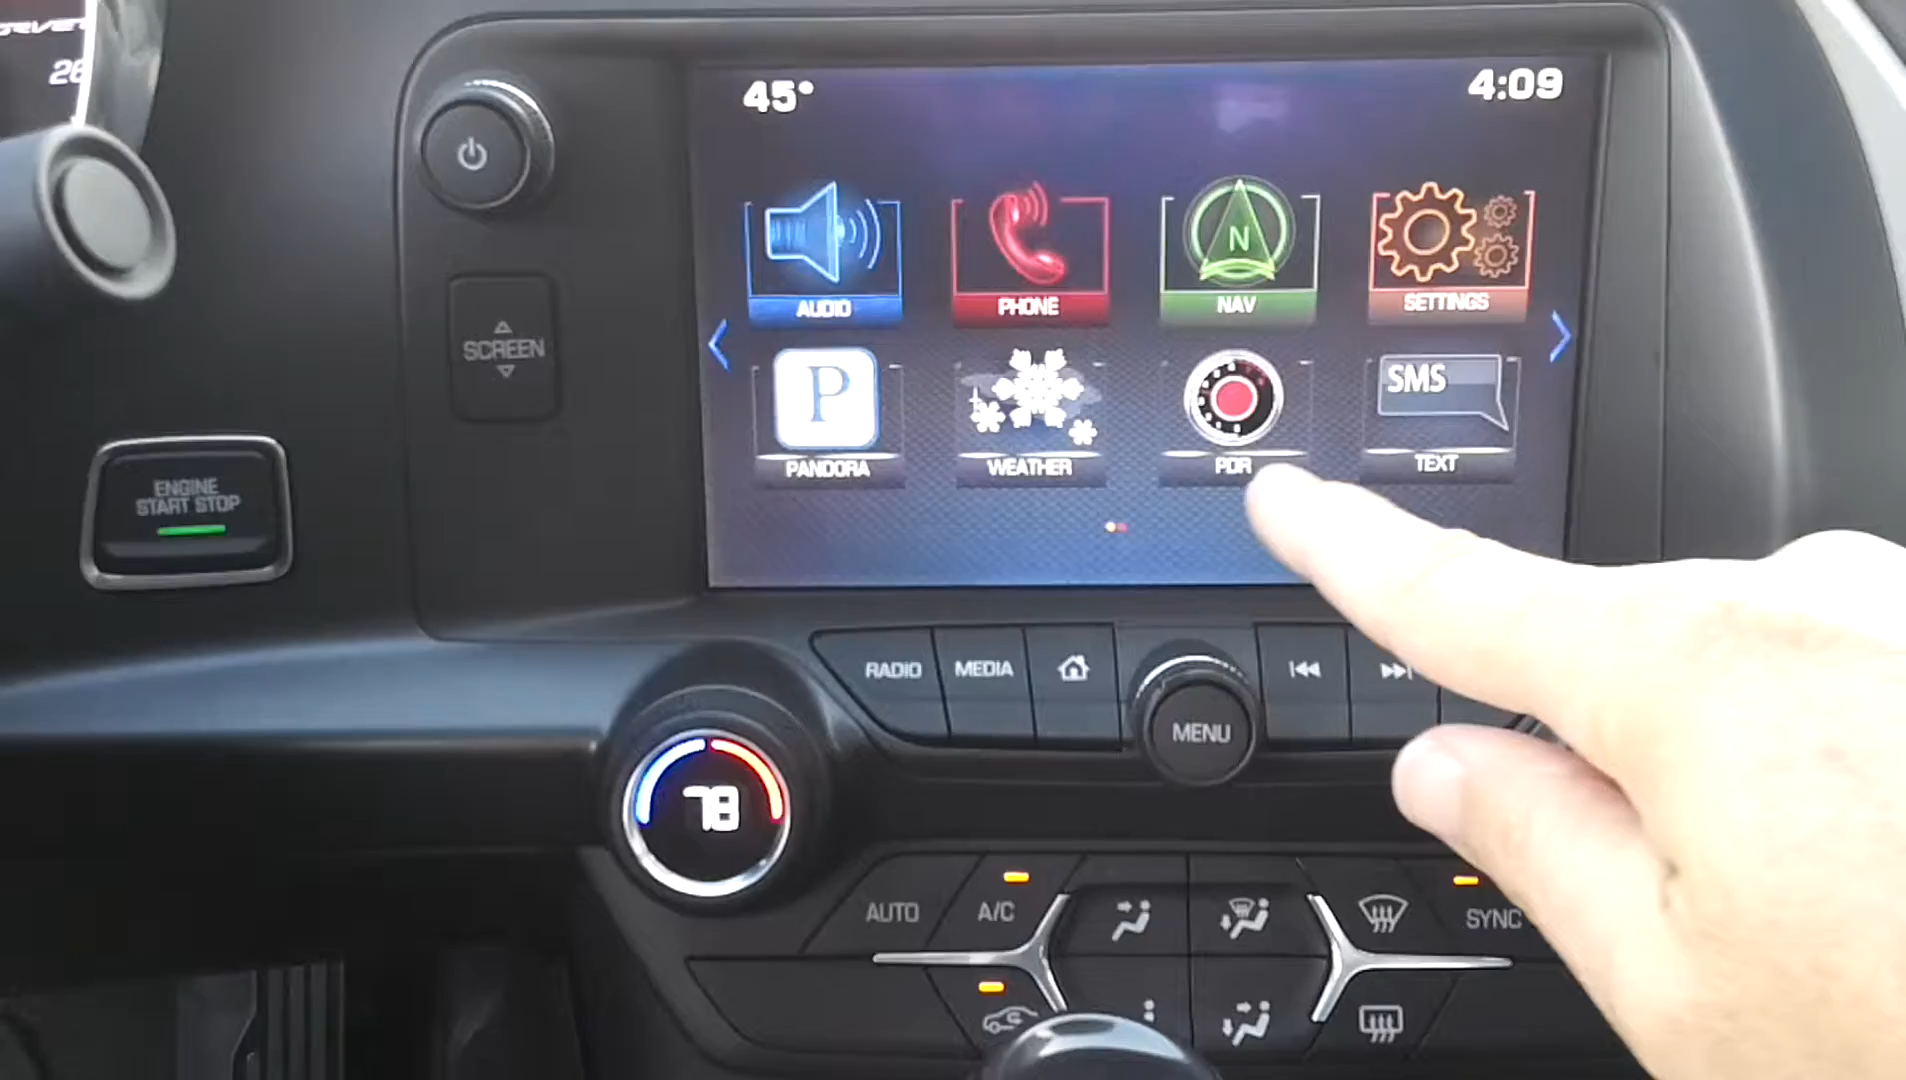 26
45°
4:09
N
AUDIO
PHONE
NAV
SETTINGS
SCREEN
P
SMS
PANDORA
WEATHER
PDR
TEXT
ENGINE
START STOP
RADIO
MEDIA
MENU
78
AUTO
A/C
SYNC